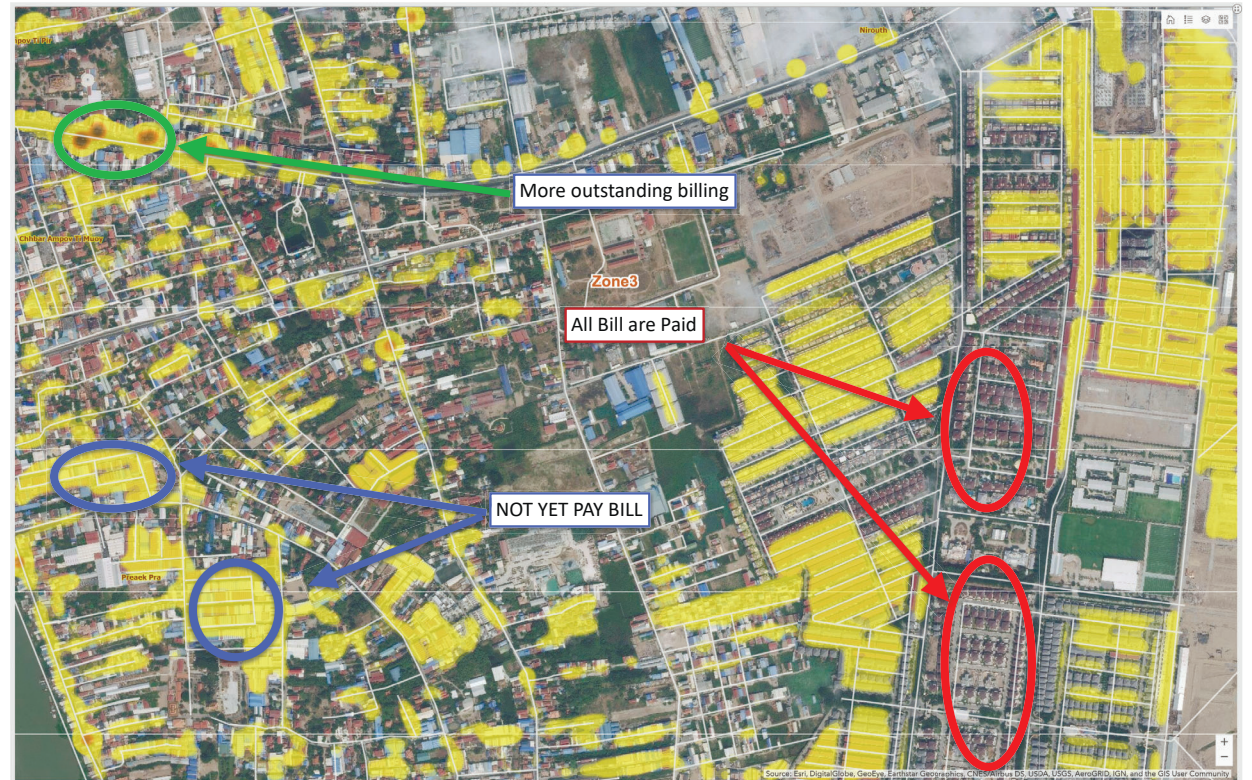 Nirouth
More outstanding billing
Chhbar Ampov Ti Muoy
Zone3
All Bill are Paid
NOT YET PAY BILL
Preaek Pra
+
−
Source: Esri, DigitalGlobe, GeoEye, Earthstar Geographics, CNES/Airbus DS, USDA, USGS, AeroGRID, IGN, and the GIS User Community